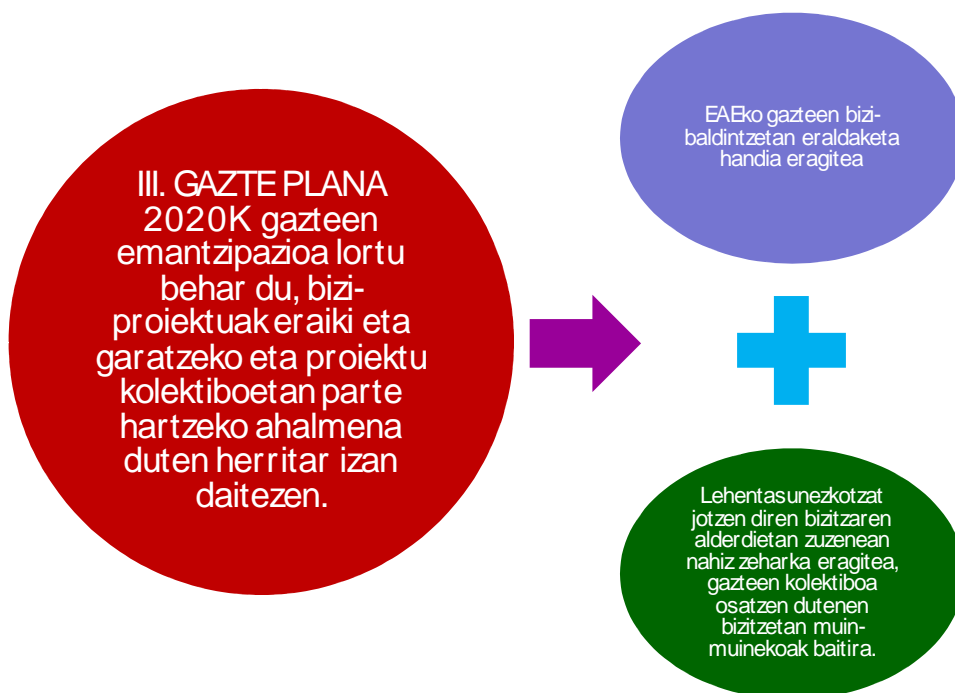 III. GAZTE PLANA
2020K gazteen
emantzipazioa lortu
behar du, bizi-
proiektuak eraiki eta
garatzeko eta proiektu
kolektiboetan parte
hartzeko ahalmena
duten herritar izan
daitezen.
EAEko gazteen bizi-
baldintzetan eraldaketa
handia eragitea
Lehentasunezkotzat
jotzen diren bizitzaren
alderdietan zuzenean
nahiz zeharka eragitea,
gazteen kolektiboa
osatzen dutenen
bizitzetan muin-
muinekoak baitira.